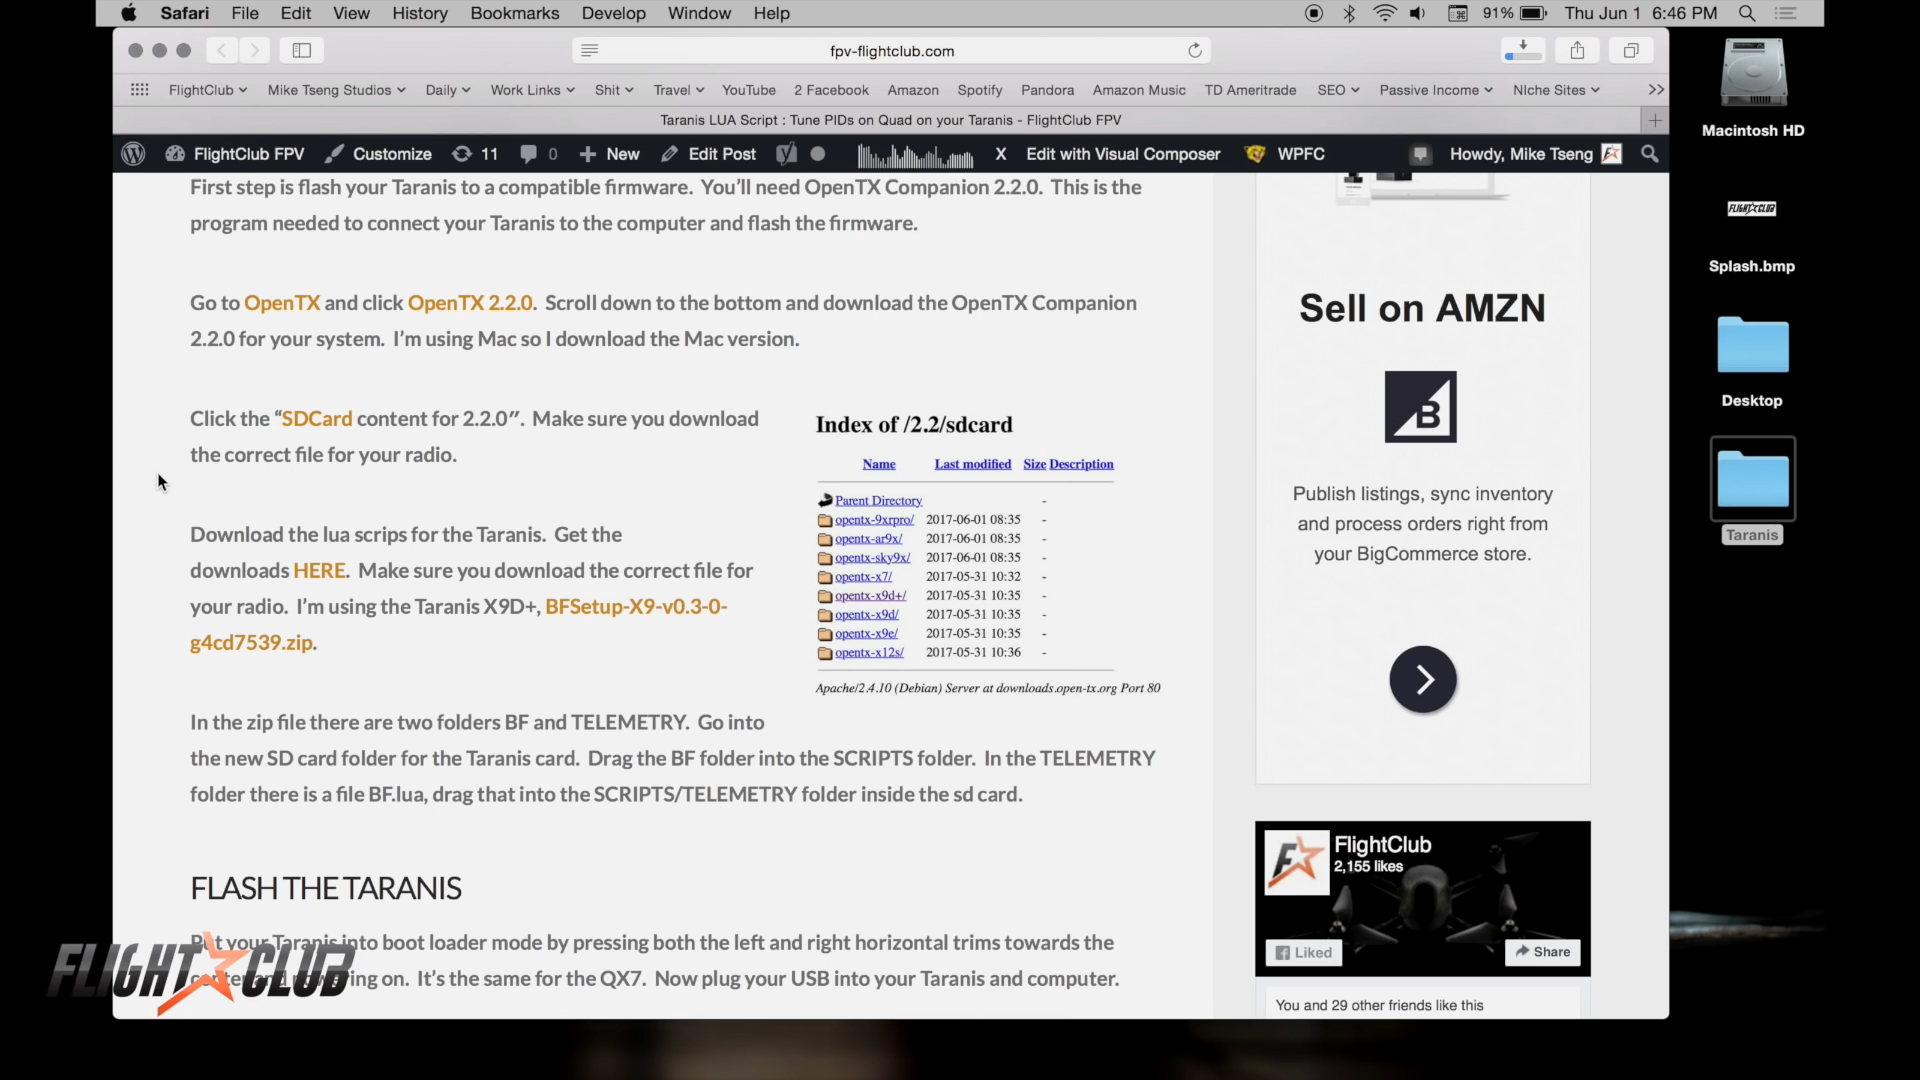 Safari File Edit View History Bookmarks Develop Window Help 91% Thu Jun 1 6:46 PM
fpv-flightclub.com
FlightClub Mike Tseng Studios Daily Work Links Shit Travel YouTube 2 Facebook Amazon Spotify Pandora Amazon Music TD Ameritrade SEO Passive Income NIche Sites
Taranis LUA Script : Tune PIDs on Quad on your Taranis - FlightClub FPV
FlightClub FPV Customize 11 0 New Edit Post X Edit with Visual Composer WPFC Howdy, Mike Tseng
First step is flash your Taranis to a compatible firmware. You'll need OpenTX Companion 2.2.0. This is the
program needed to connect your Taranis to the computer and flash the firmware.
Go to OpenTX and click OpenTX 2.2.0. Scroll down to the bottom and download the OpenTX Companion
2.2.0 for your system. I'm using Mac so I download the Mac version.
Click the “SDCard content for 2.2.0″. Make sure you download
the correct file for your radio.
Download the lua scrips for the Taranis. Get the
downloads HERE. Make sure you download the correct file for
your radio. I'm using the Taranis X9D+, BFSetup-X9-v0.3-0-
g4cd7539.zip.
Index of /2.2/sdcard
Name Last modified Size Description
Parent Directory -
opentx-9xrpro/ 2017-06-01 08:35 -
opentx-ar9x/ 2017-06-01 08:35 -
opentx-sky9x/ 2017-06-01 08:35 -
opentx-x7/ 2017-05-31 10:32 -
opentx-x9d+/ 2017-05-31 10:35 -
opentx-x9d/ 2017-05-31 10:35 -
opentx-x9e/ 2017-05-31 10:35 -
opentx-x12s/ 2017-05-31 10:36 -
Apache/2.4.10 (Debian) Server at downloads.open-tx.org Port 80
In the zip file there are two folders BF and TELEMETRY. Go into
the new SD card folder for the Taranis card. Drag the BF folder into the SCRIPTS folder. In the TELEMETRY
folder there is a file BF.lua, drag that into the SCRIPTS/TELEMETRY folder inside the sd card.
FLASH THE TARANIS
your Taranis into boot loader mode by pressing both the left and right horizontal trims towards the
on. It's the same for the QX7. Now plug your USB into your Taranis and computer.
FLIGHT CLUB
Sell on AMZN
B
Publish listings, sync inventory
and process orders right from
your BigCommerce store.
FlightClub
2,155 likes
Liked
Share
You and 29 other friends like this
Macintosh HD
FLIGHT CLUB
Splash.bmp
Desktop
Taranis